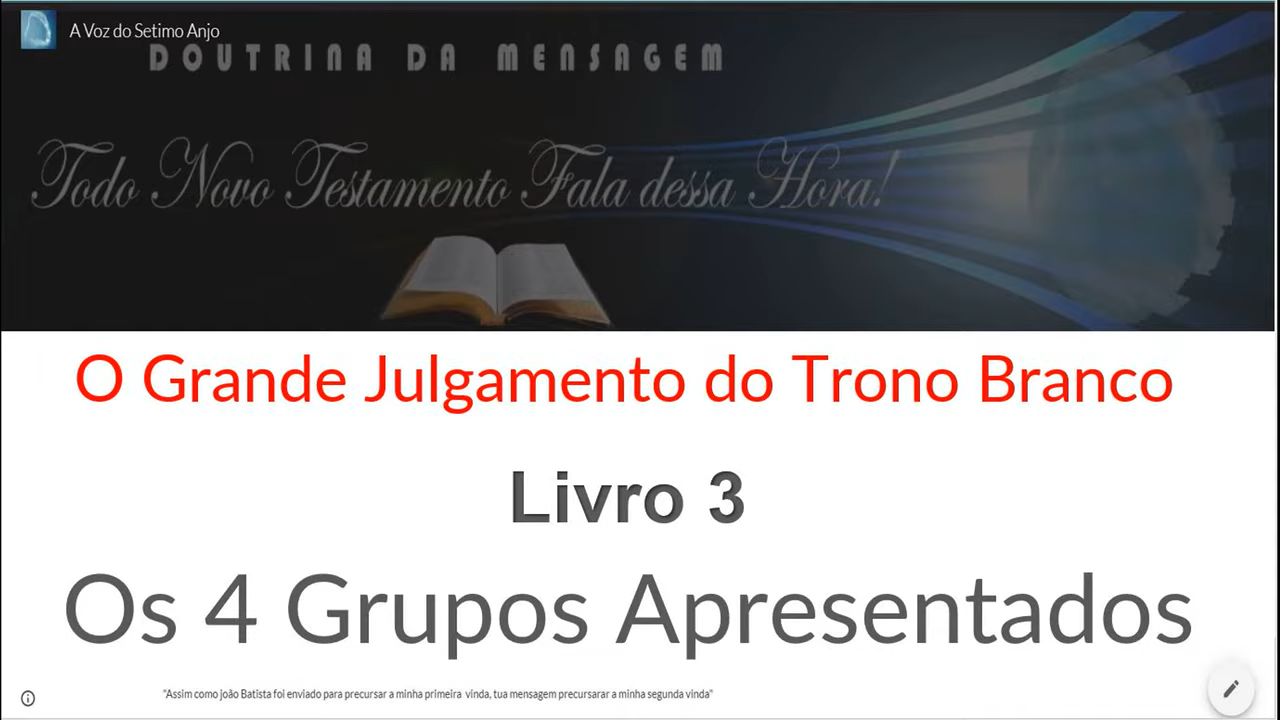 A Voz do Setimo Anjo
DOUTRINA DA MENSAGEM
Todo Novo Testamento Fala dessa Hora!
O Grande Julgamento do Trono Branco
Livro 3
Os 4 Grupos Apresentados
"Assim como joão Batista foi enviado para precursar a minha primeira vinda, tua mensagem precursarar a minha segunda vinda"